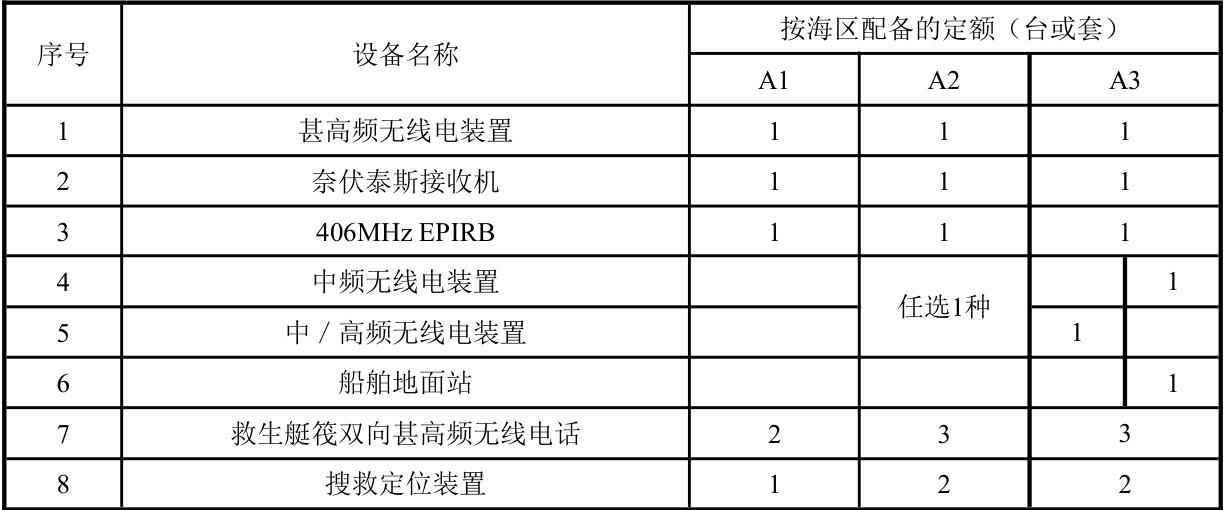 序号 设备名称 按海区配备的定额（台或套）
A1 A2 A3
1 甚高频无线电装置 1 1 1
2 奈伏泰斯接收机 1 1 1
3 406MHz EPIRB 1 1 1
4 中频无线电装置 任选1种 1
5 中／高频无线电装置 1
6 船舶地面站 1
7 救生艇筏双向甚高频无线电话 2 3 3
8 搜救定位装置 1 2 2